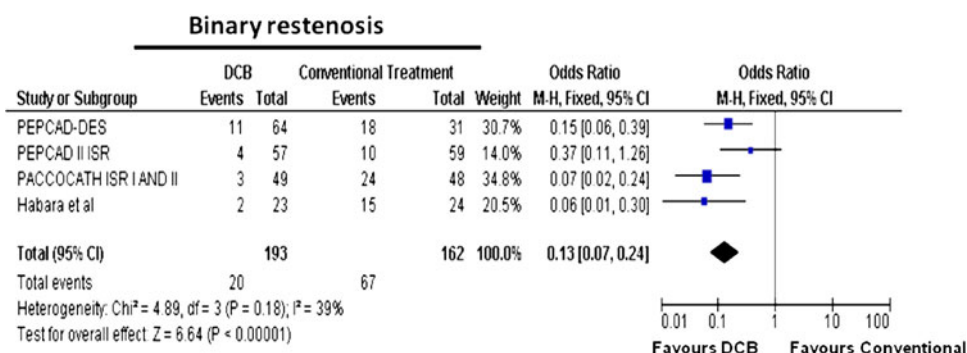 Binary restenosis
DCB Conventional Treatment Odds Ratio Odds Ratio
Study or Subgroup Events Total Events Total Weight M-H, Fixed, 95% CI M-H, Fixed, 95% CI
PEPCAD-DES 11 64 18 31 30.7% 0.15 [0.06, 0.39]
PEPCAD II ISR 4 57 10 59 14.0% 0.37 [0.11, 1.26]
PACCOCATH ISR I AND II 3 49 24 48 34.8% 0.07 [0.02, 0.24]
Habara et al 2 23 15 24 20.5% 0.06 [0.01, 0.30]
Total (95% CI) 193 162 100.0% 0.13 [0.07, 0.24]
Total events 20 67
Heterogeneity: Chi² = 4.89, df = 3 (P = 0.18); I² = 39%
Test for overall effect: Z = 6.64 (P < 0.00001)
0.01 0.1 1 10 100
Favours DCB Favours Conventional